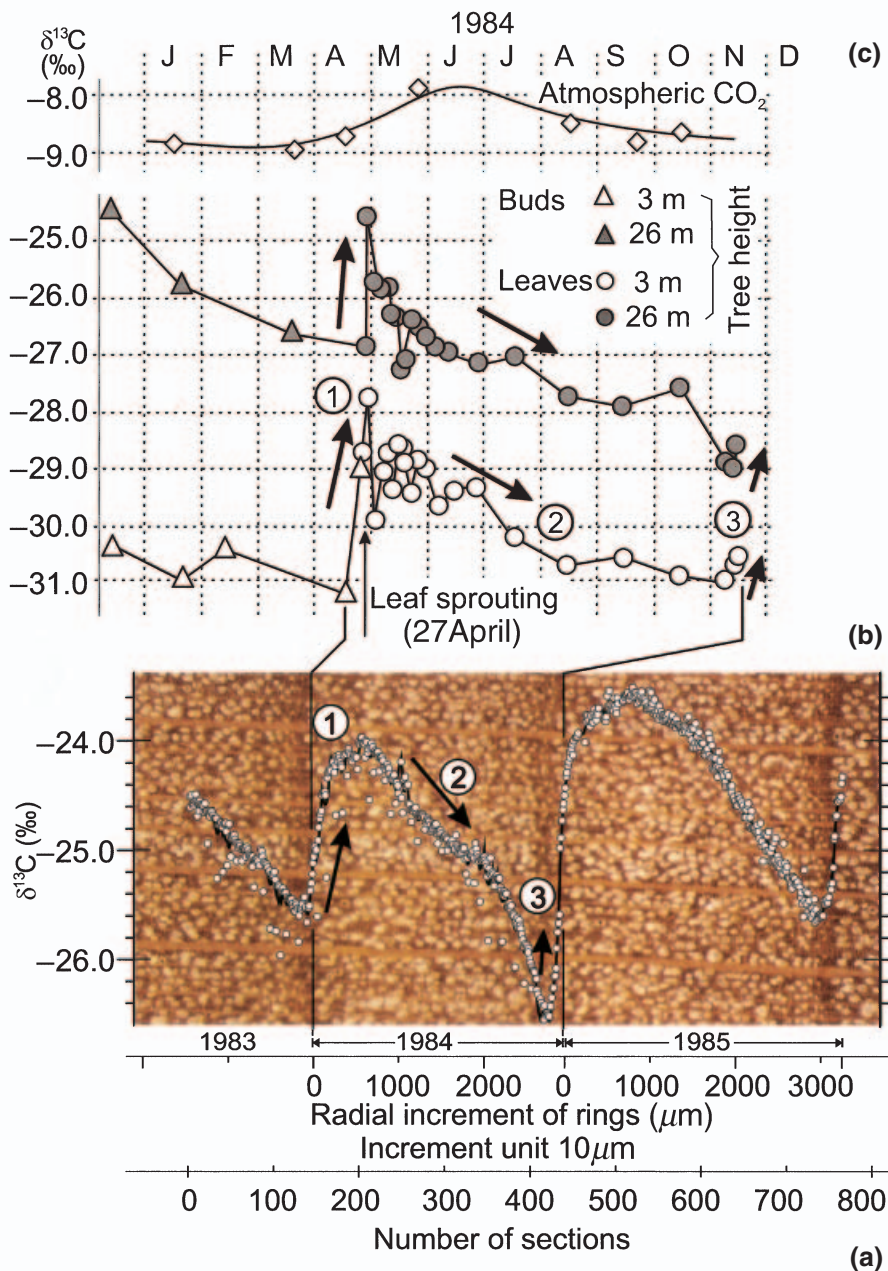 1984
δ¹³C
(‰)
J F M A M J J A S O N D
(c)
Atmospheric CO₂
–8.0
–9.0
Buds
3 m
26 m
Leaves
3 m
26 m
Tree height
–25.0
–26.0
–27.0
–28.0
–29.0
–30.0
–31.0
1
2
3
Leaf sprouting
(27April)
(b)
1
2
3
–24.0
–25.0
–26.0
δ¹³C (‰)
1983 1984 1985
0 1000 2000 0 1000 2000 3000
Radial increment of rings (μm)
Increment unit 10μm
0 100 200 300 400 500 600 700 800
Number of sections
(a)